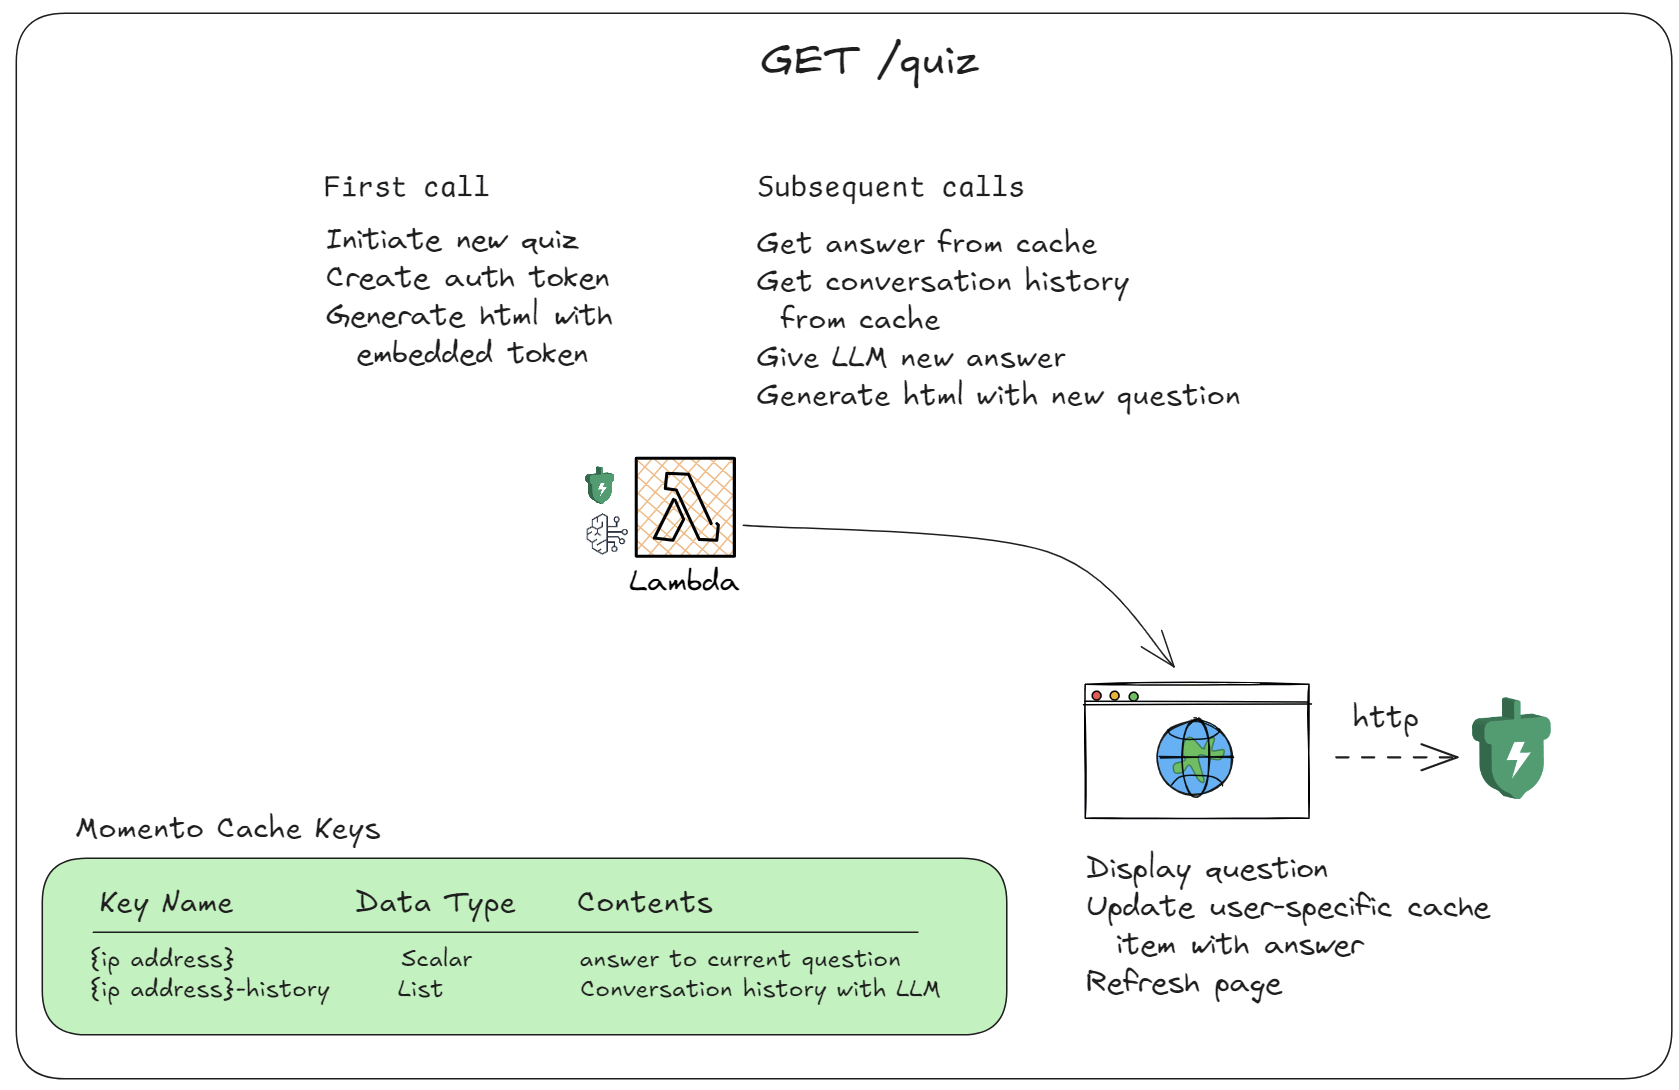 GET /quiz
First call
Initiate new quiz
Create auth token
Generate html with
embedded token
Subsequent calls
Get answer from cache
Get conversation history
from cache
Give LLM new answer
Generate html with new question
Lambda
http
Display question
Update user-specific cache
item with answer
Refresh page
Momento Cache Keys
Key Name Data Type Contents
{ip address} Scalar answer to current question
{ip address}-history List Conversation history with LLM